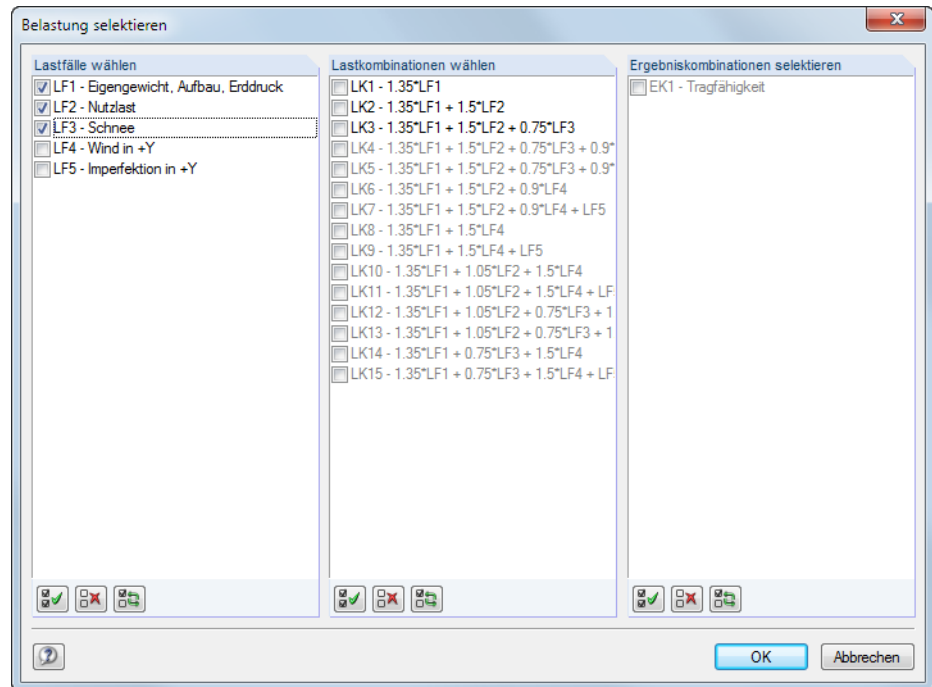 Belastung selektieren
Lastfälle wählen
LF1 - Eigengewicht, Aufbau, Erddruck
LF2 - Nutzlast
LF3 - Schnee
LF4 - Wind in +Y
LF5 - Imperfektion in +Y
Lastkombinationen wählen
LK1 - 1.35*LF1
LK2 - 1.35*LF1 + 1.5*LF2
LK3 - 1.35*LF1 + 1.5*LF2 + 0.75*LF3
LK4 - 1.35*LF1 + 1.5*LF2 + 0.75*LF3 + 0.9*
LK5 - 1.35*LF1 + 1.5*LF2 + 0.75*LF3 + 0.9*
LK6 - 1.35*LF1 + 1.5*LF2 + 0.9*LF4
LK7 - 1.35*LF1 + 1.5*LF2 + 0.9*LF4 + LF5
LK8 - 1.35*LF1 + 1.5*LF4
LK9 - 1.35*LF1 + 1.5*LF4 + LF5
LK10 - 1.35*LF1 + 1.05*LF2 + 1.5*LF4
LK11 - 1.35*LF1 + 1.05*LF2 + 1.5*LF4 + LF
LK12 - 1.35*LF1 + 1.05*LF2 + 0.75*LF3 + 1
LK13 - 1.35*LF1 + 1.05*LF2 + 0.75*LF3 + 1
LK14 - 1.35*LF1 + 0.75*LF3 + 1.5*LF4
LK15 - 1.35*LF1 + 0.75*LF3 + 1.5*LF4 + LF
Ergebniskombinationen selektieren
EK1 - Tragfähigkeit
OK
Abbrechen